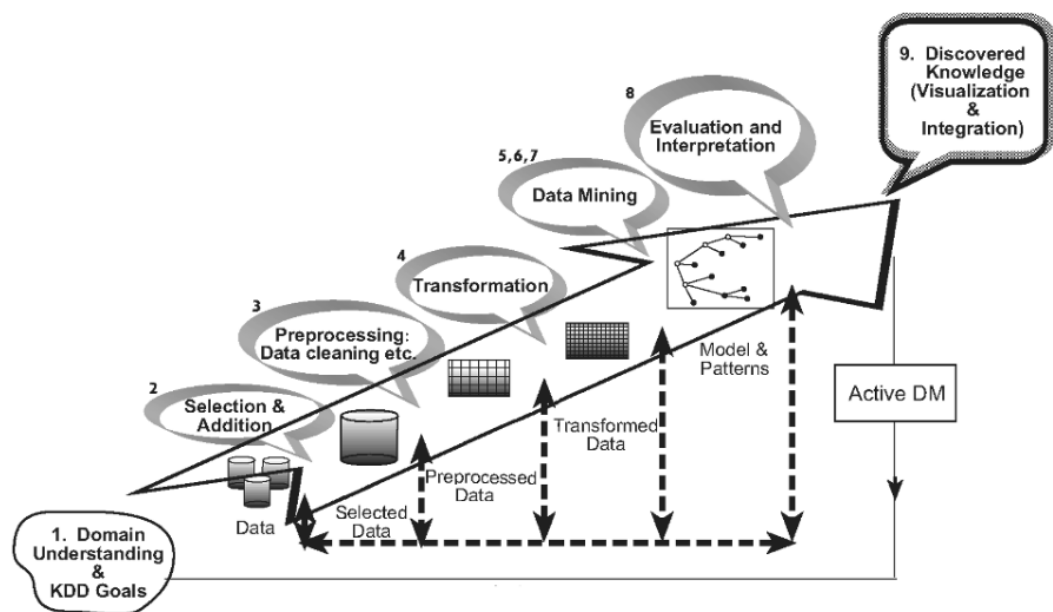 9. Discovered
Knowledge
(Visualization
&
Integration)
8
Evaluation and
Interpretation
5,6,7
Data Mining
4
Transformation
3
Preprocessing:
Data cleaning etc.
2
Selection &
Addition
Model &
Patterns
Active DM
Transformed
Data
Preprocessed
Data
Selected
Data
Data
1. Domain
Understanding
&
KDD Goals